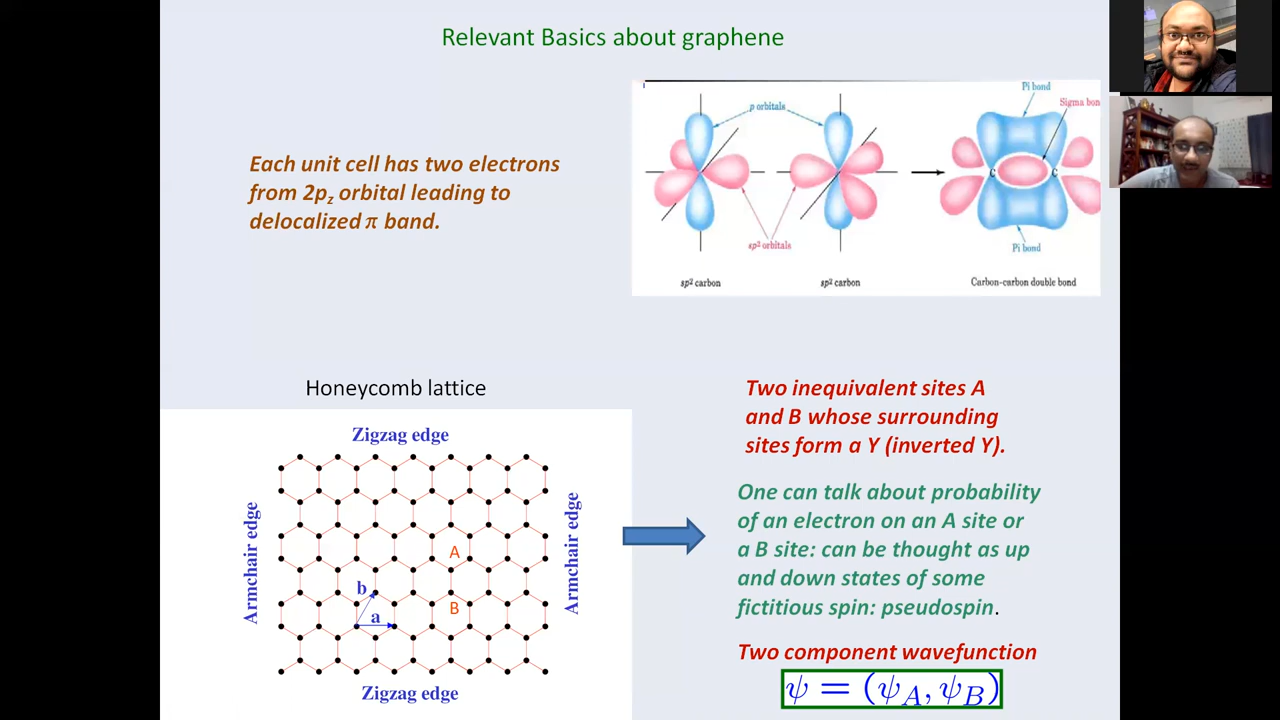 Relevant Basics about graphene
Each unit cell has two electrons
from 2pz orbital leading to
delocalized π band.
p orbitals
sp2 orbitals
sp2 carbon
sp2 carbon
Pi bond
Sigma bon
C
C
Pi bond
Carbon-carbon double bond
Honeycomb lattice
Zigzag edge
Armchair edge
Armchair edge
A
B
b
a
Zigzag edge
Two inequivalent sites A
and B whose surrounding
sites form a Y (inverted Y).
One can talk about probability
of an electron on an A site or
a B site: can be thought as up
and down states of some
fictitious spin: pseudospin.
Two component wavefunction
ψ = (ψA, ψB)